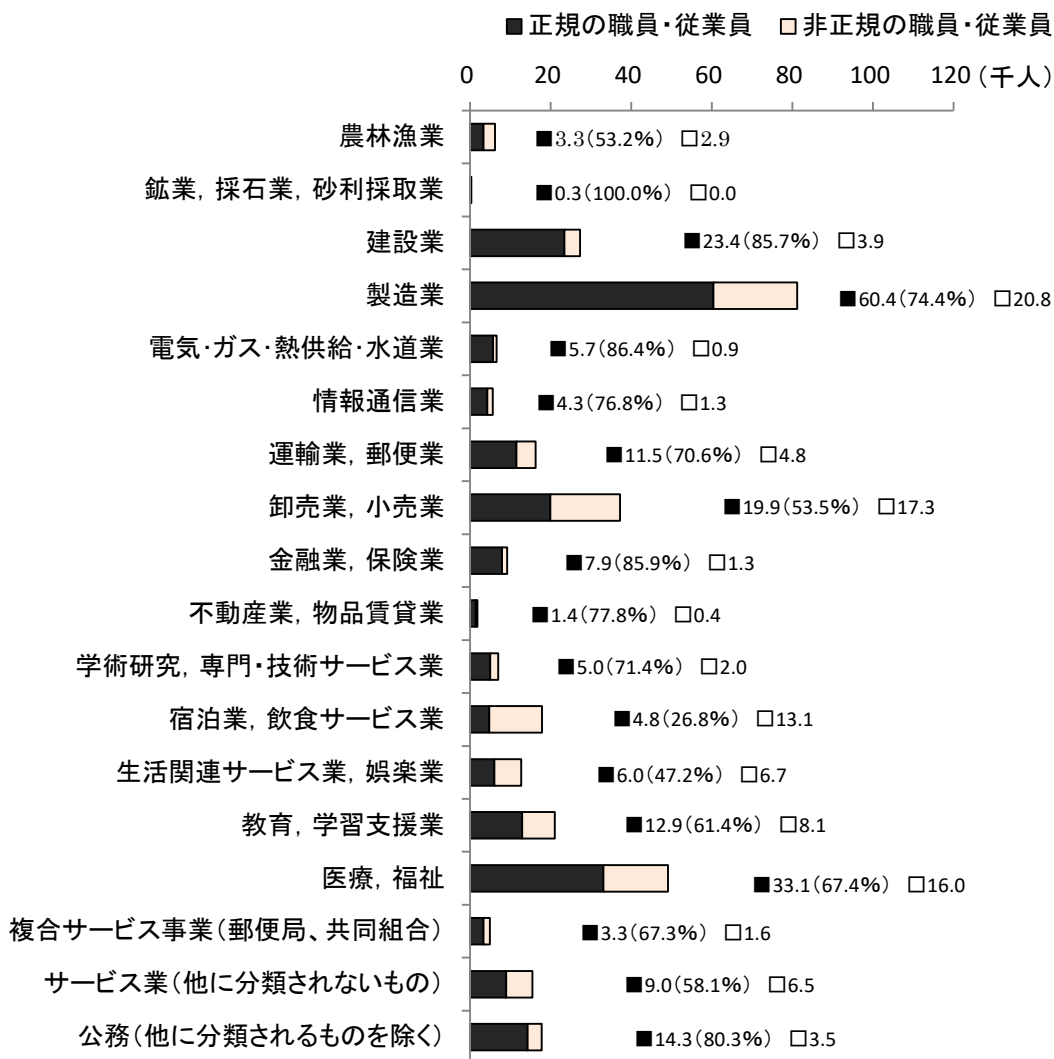 ■正規の職員・従業員 □非正規の職員・従業員
0 20 40 60 80 100 120 (千人)
農林漁業 ■3.3(53.2%) □2.9
鉱業, 採石業, 砂利採取業 ■0.3(100.0%) □0.0
建設業 ■23.4(85.7%) □3.9
製造業 ■60.4(74.4%) □20.8
電気・ガス・熱供給・水道業 ■5.7(86.4%) □0.9
情報通信業 ■4.3(76.8%) □1.3
運輸業, 郵便業 ■11.5(70.6%) □4.8
卸売業, 小売業 ■19.9(53.5%) □17.3
金融業, 保険業 ■7.9(85.9%) □1.3
不動産業, 物品賃貸業 ■1.4(77.8%) □0.4
学術研究, 専門・技術サービス業 ■5.0(71.4%) □2.0
宿泊業, 飲食サービス業 ■4.8(26.8%) □13.1
生活関連サービス業, 娯楽業 ■6.0(47.2%) □6.7
教育, 学習支援業 ■12.9(61.4%) □8.1
医療, 福祉 ■33.1(67.4%) □16.0
複合サービス事業(郵便局、共同組合) ■3.3(67.3%) □1.6
サービス業(他に分類されないもの) ■9.0(58.1%) □6.5
公務(他に分類されるものを除く) ■14.3(80.3%) □3.5